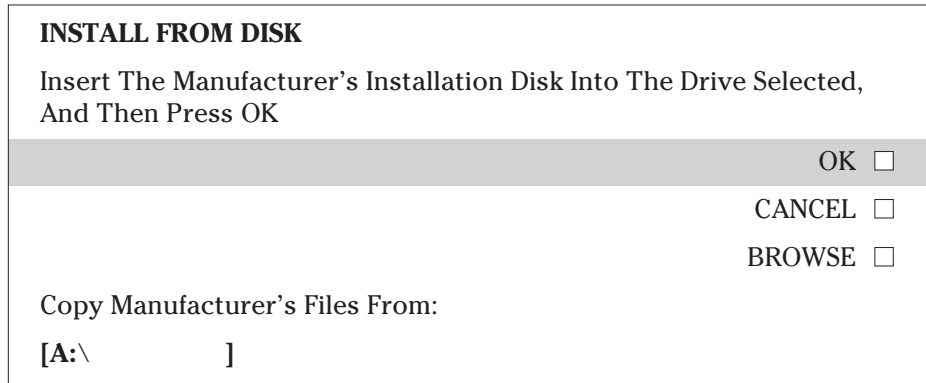 INSTALL FROM DISK
Insert The Manufacturer’s Installation Disk Into The Drive Selected,
And Then Press OK
OK □
CANCEL □
BROWSE □
Copy Manufacturer’s Files From:
[A:\ ]